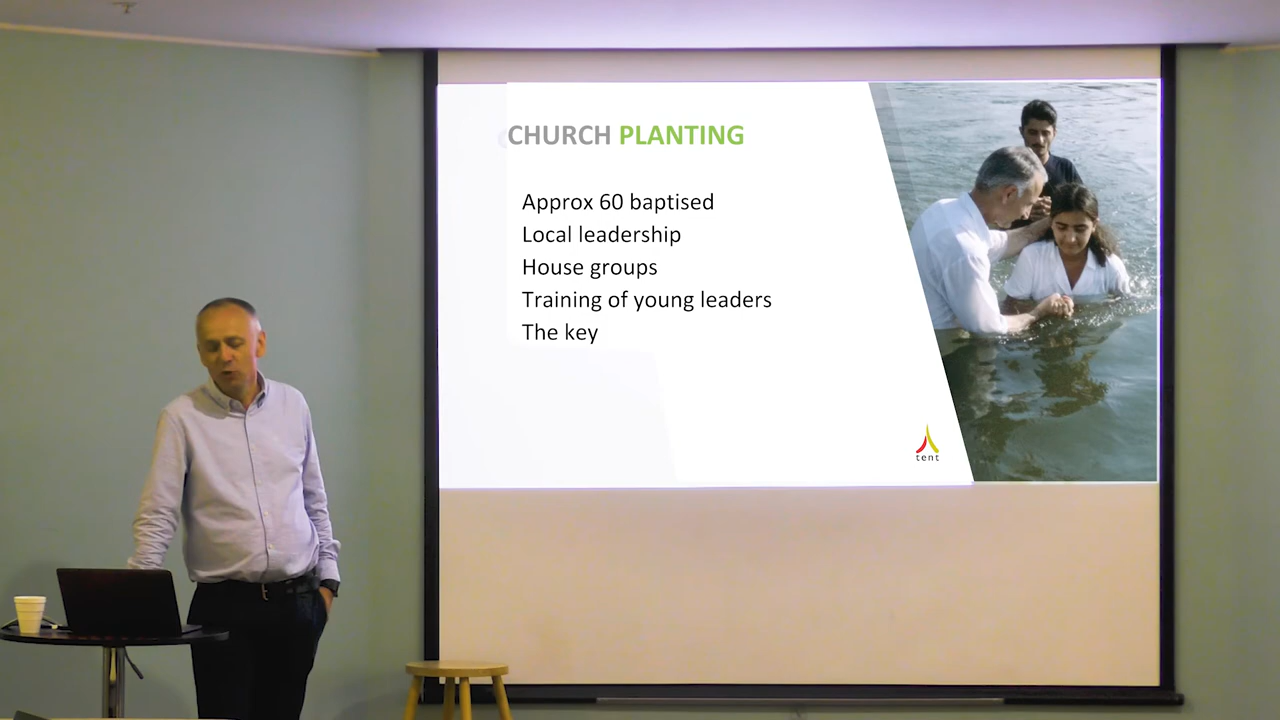 CHURCH PLANTING
Approx 60 baptised
Local leadership
House groups
Training of young leaders
The key
tent